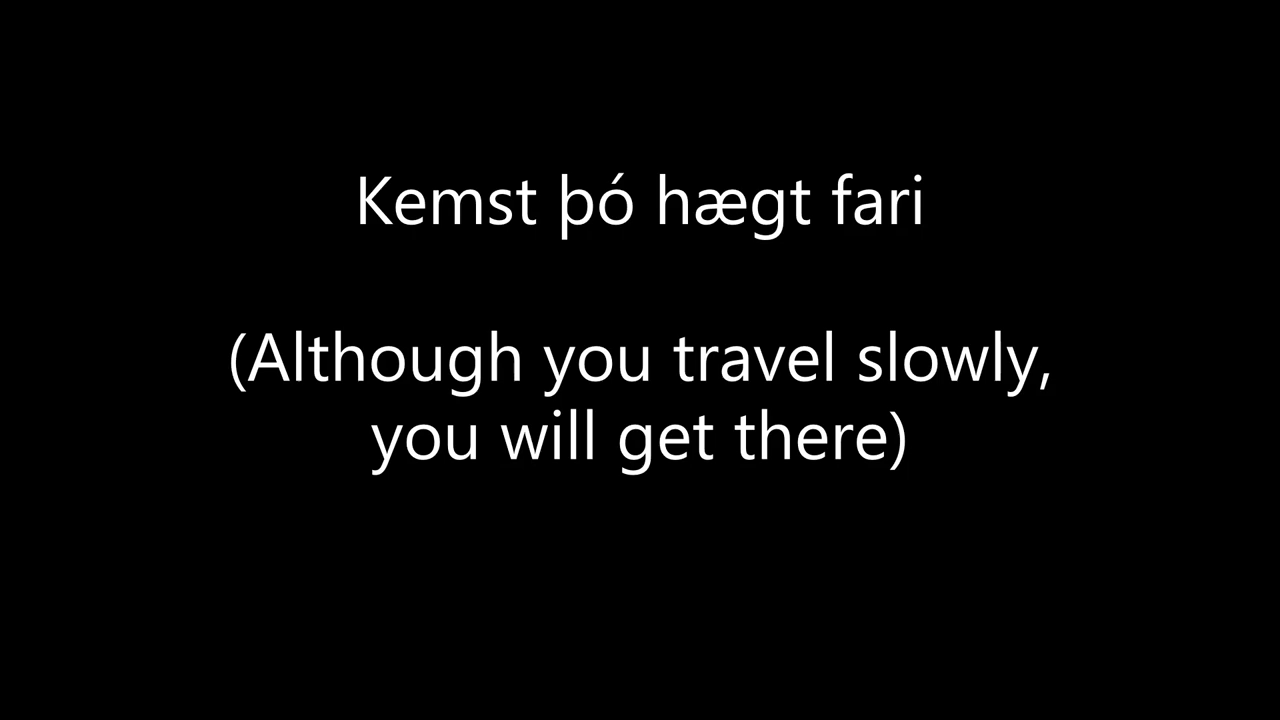 Kemst þó hægt fari
(Although you travel slowly,
you will get there)